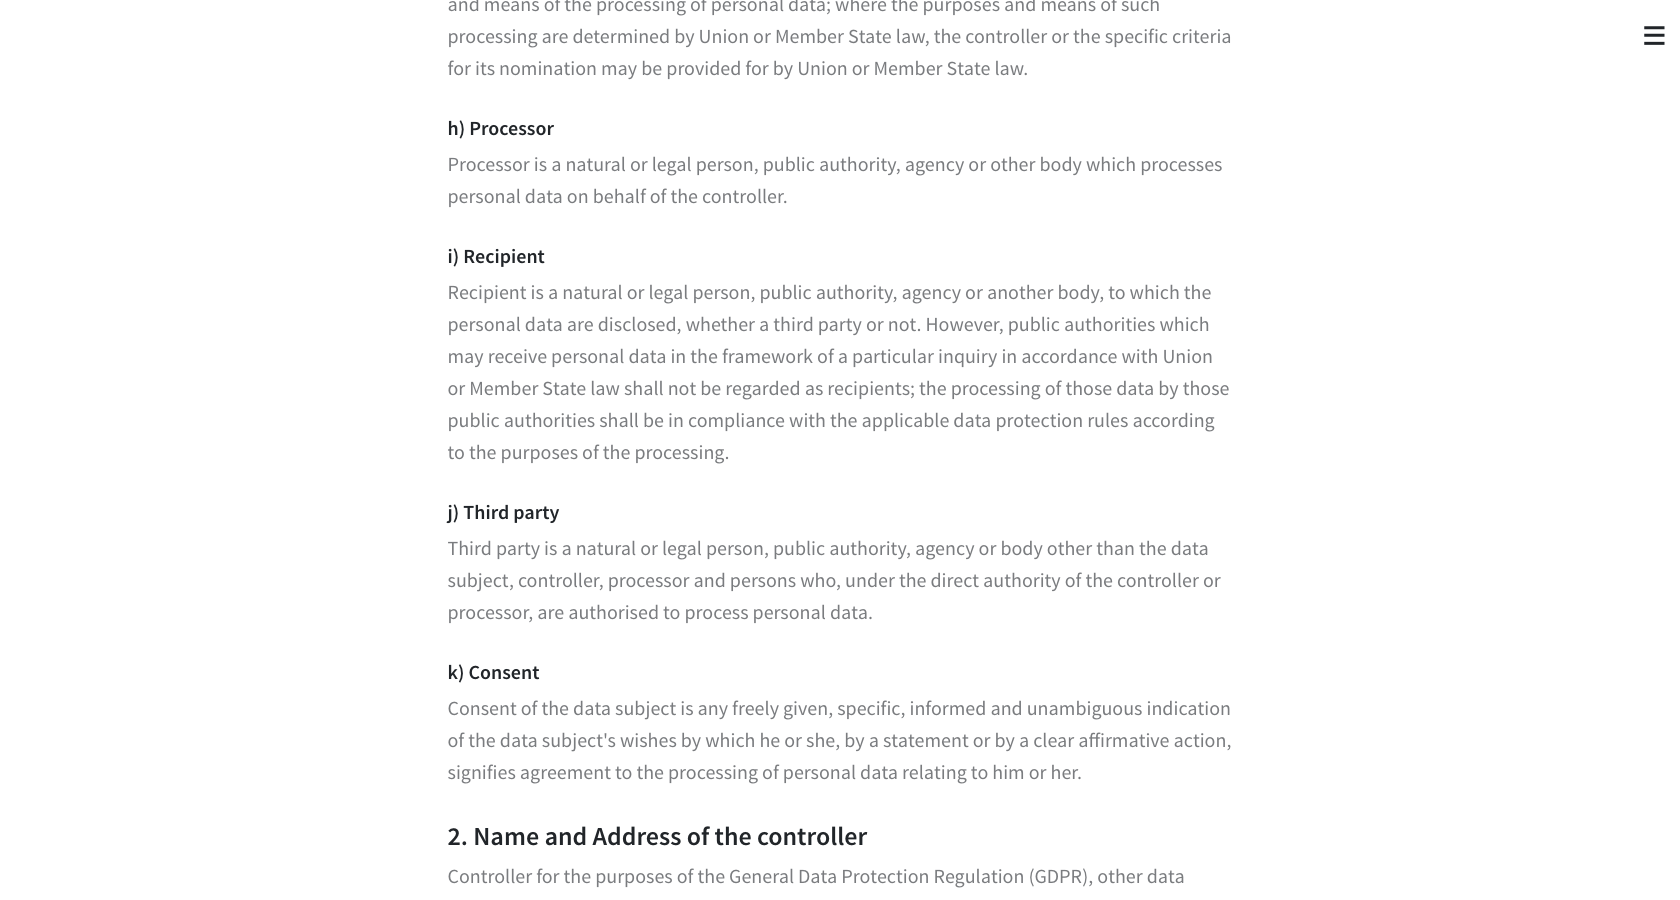 and means of the processing of personal data; where the purposes and means of such
processing are determined by Union or Member State law, the controller or the specific criteria
for its nomination may be provided for by Union or Member State law.
h) Processor
Processor is a natural or legal person, public authority, agency or other body which processes
personal data on behalf of the controller.
i) Recipient
Recipient is a natural or legal person, public authority, agency or another body, to which the
personal data are disclosed, whether a third party or not. However, public authorities which
may receive personal data in the framework of a particular inquiry in accordance with Union
or Member State law shall not be regarded as recipients; the processing of those data by those
public authorities shall be in compliance with the applicable data protection rules according
to the purposes of the processing.
j) Third party
Third party is a natural or legal person, public authority, agency or body other than the data
subject, controller, processor and persons who, under the direct authority of the controller or
processor, are authorised to process personal data.
k) Consent
Consent of the data subject is any freely given, specific, informed and unambiguous indication
of the data subject's wishes by which he or she, by a statement or by a clear affirmative action,
signifies agreement to the processing of personal data relating to him or her.
2. Name and Address of the controller
Controller for the purposes of the General Data Protection Regulation (GDPR), other data